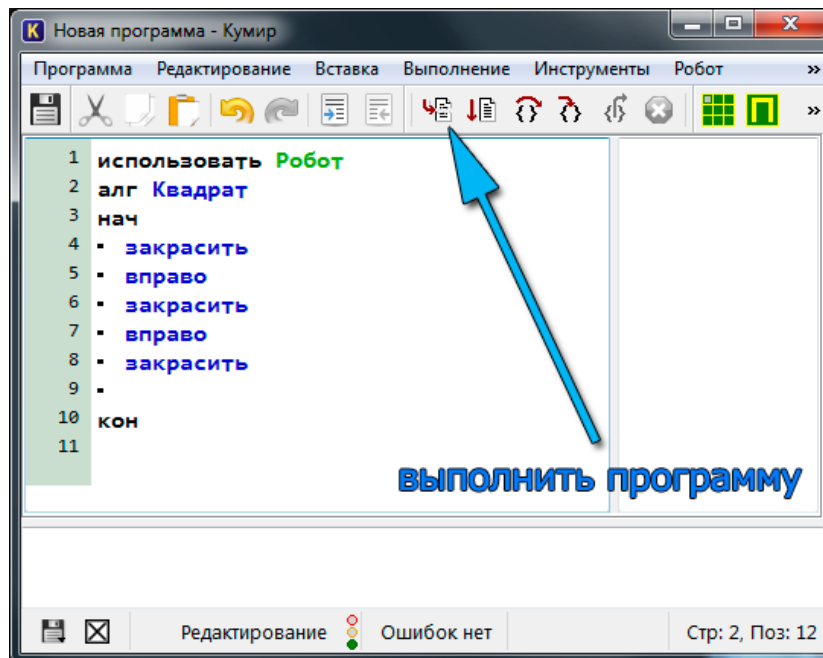 Новая программа - Кумир
Программа Редактирование Вставка Выполнение Инструменты Робот »
»
1 использовать Робот
2 алг Квадрат
3 нач
4 закрасить
5 вправо
6 закрасить
7 вправо
8 закрасить
9
10 кон
11
выполнить программу
Редактирование Ошибок нет Стр: 2, Поз: 12